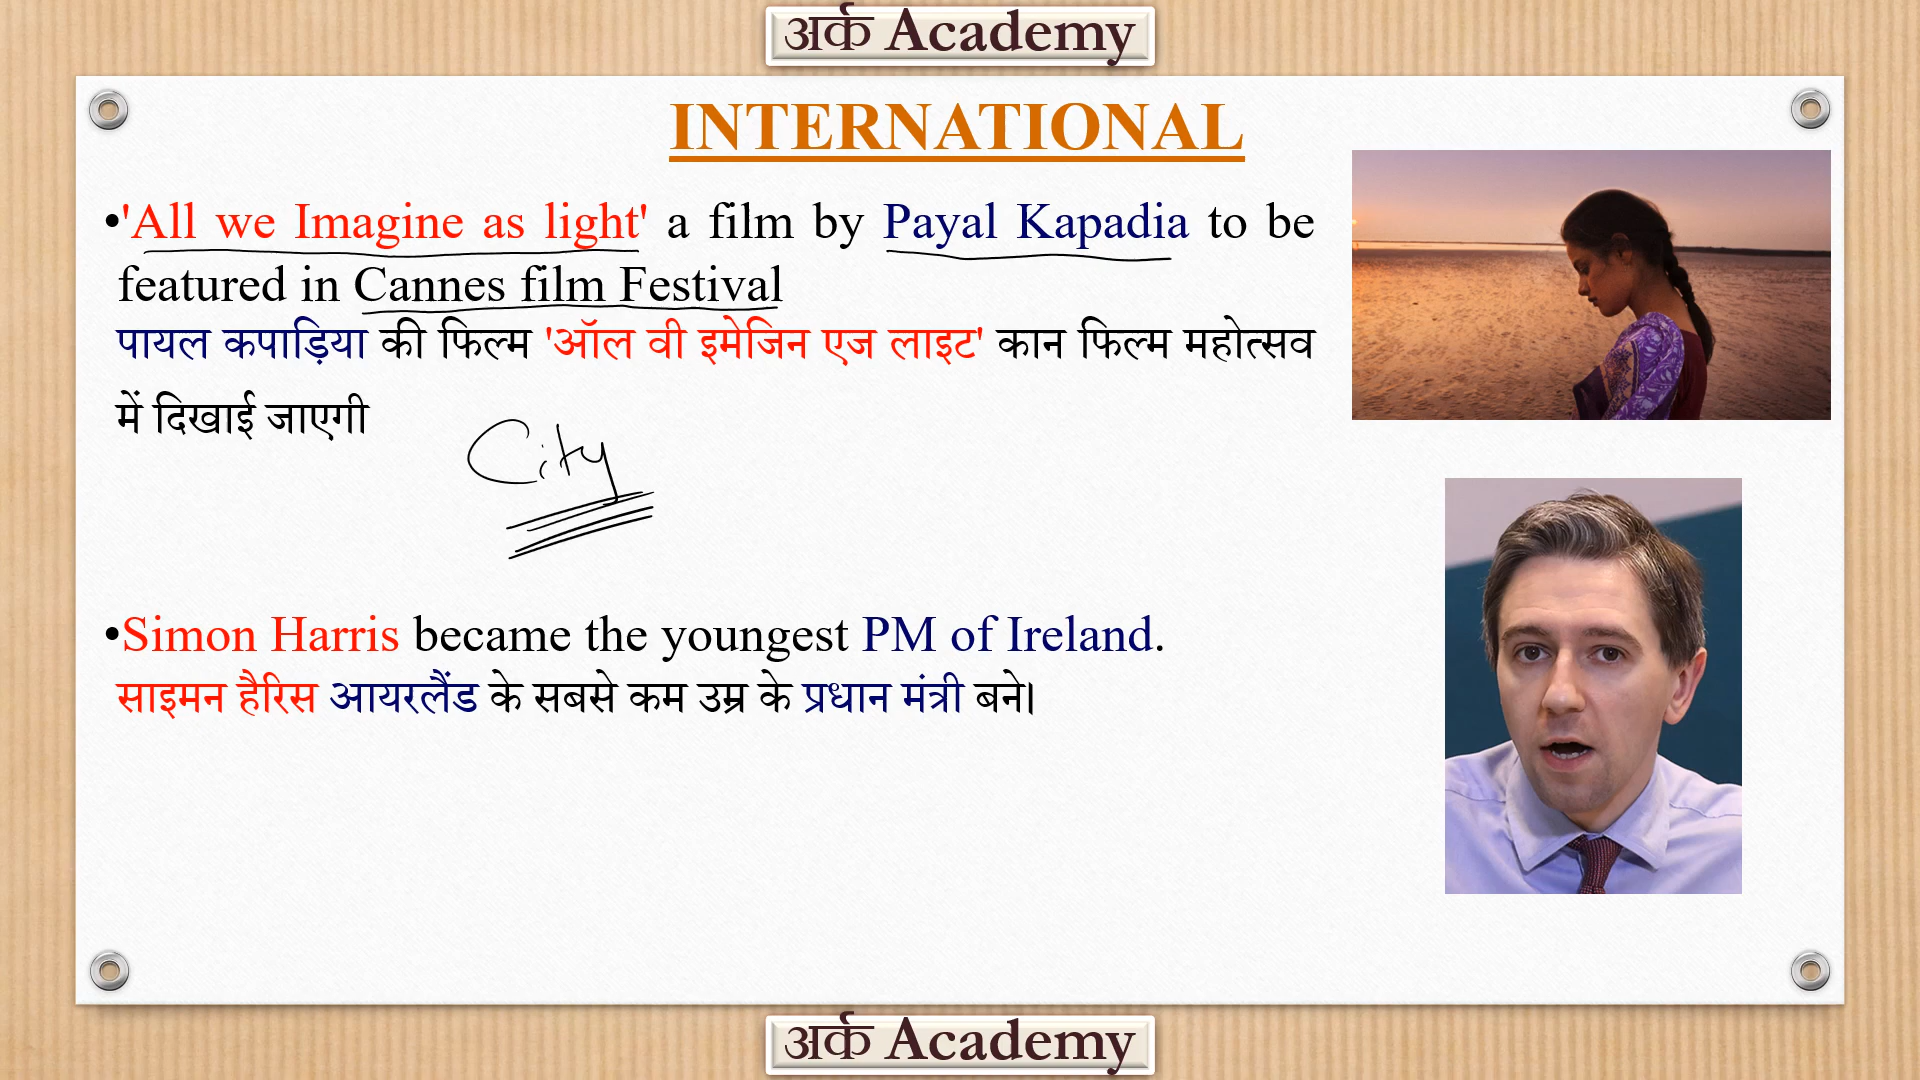 अर्क Academy
INTERNATIONAL
•'All we Imagine as light' a film by Payal Kapadia to be
featured in Cannes film Festival
पायल कपाड़िया की फिल्म 'ऑल वी इमेजिन एज लाइट' कान फिल्म महोत्सव
में दिखाई जाएगी
City
•Simon Harris became the youngest PM of Ireland.
साइमन हैरिस आयरलैंड के सबसे कम उम्र के प्रधान मंत्री बने।
अर्क Academy